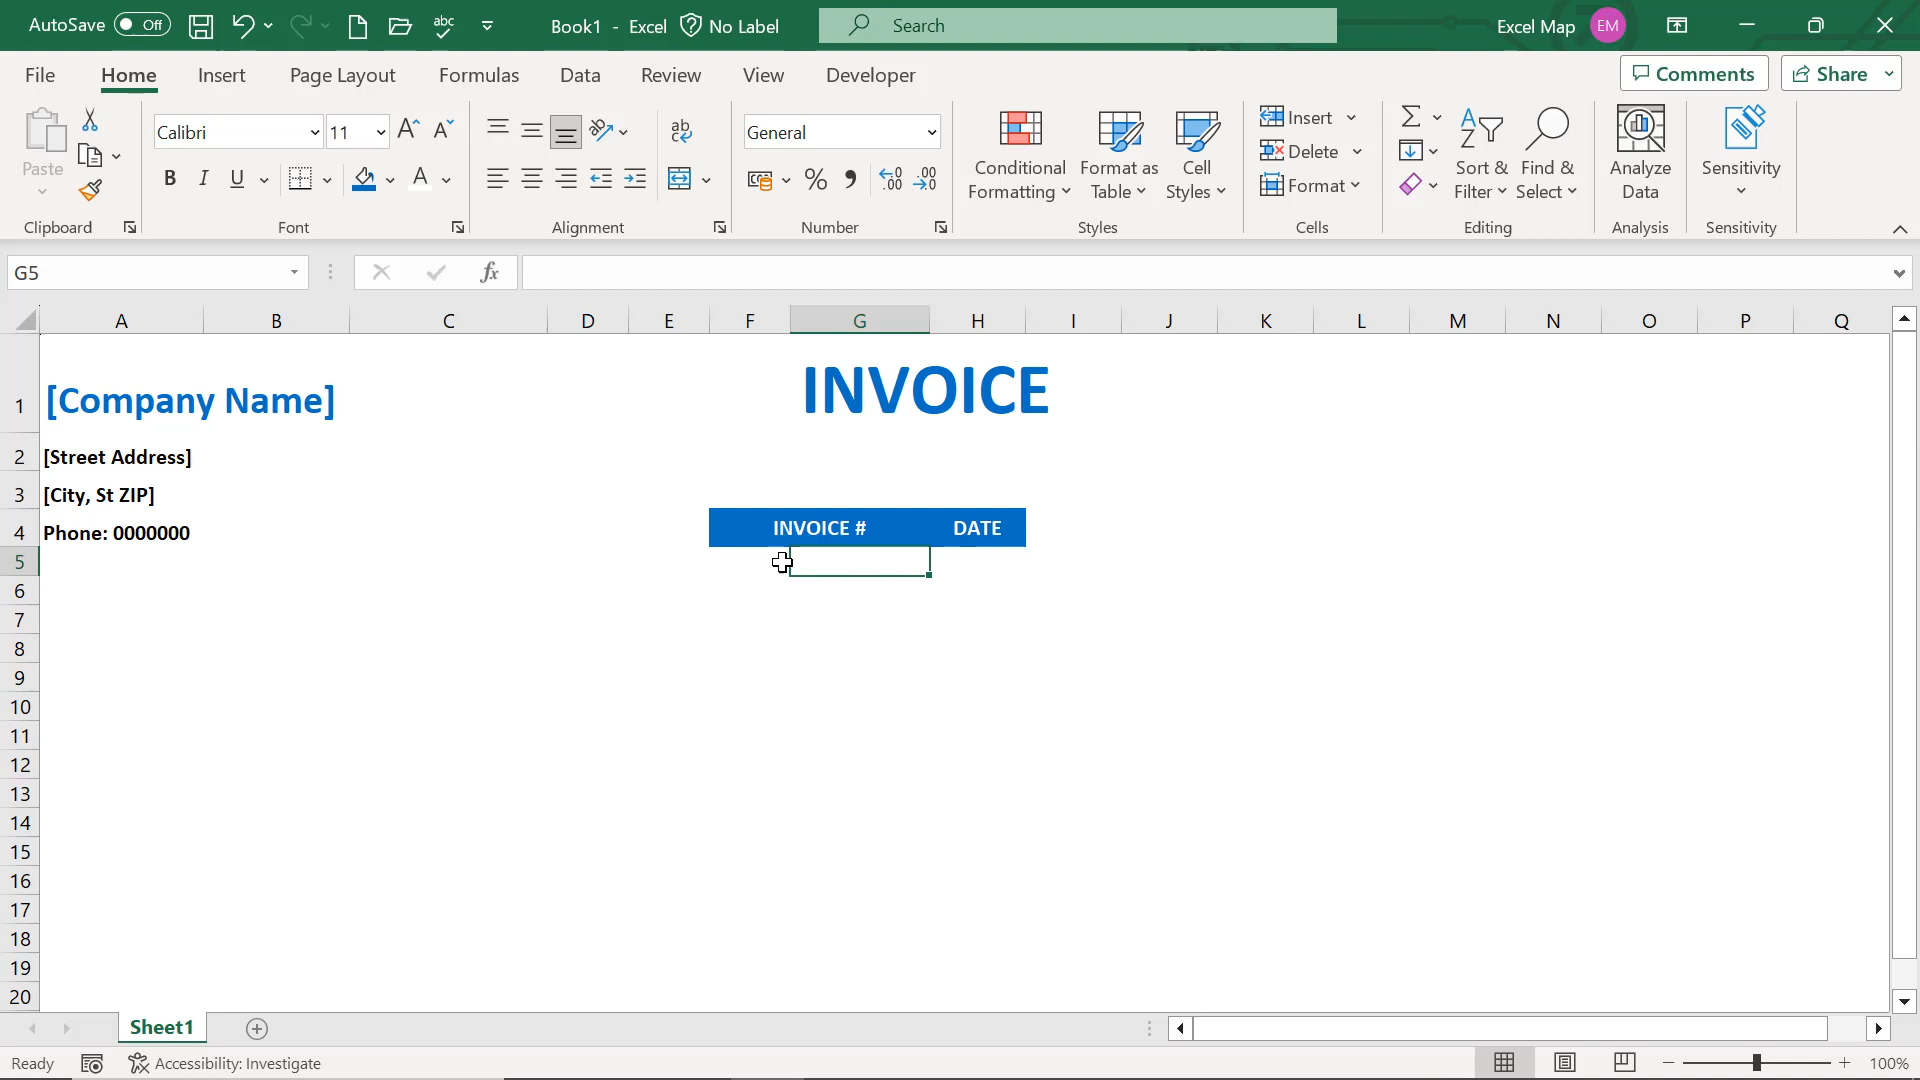 AutoSave Off Book1 - Excel No Label Search Excel Map EM
File Home Insert Page Layout Formulas Data Review View Developer Comments Share
Paste
Clipboard
Calibri 11
B I U A
Font
ab
Alignment
General
% 9 .00 .00
Number
Conditional Formatting
Format as Table
Cell Styles
Styles
Insert
Delete
Format
Cells
Sort & Filter
Find & Select
Editing
Analyze Data
Analysis
Sensitivity
Sensitivity
G5 fx
A B C D E F G H I J K L M N O P Q
1 [Company Name] INVOICE
2 [Street Address]
3 [City, St ZIP]
4 Phone: 0000000 INVOICE # DATE
5
6
7
8
9
10
11
12
13
14
15
16
17
18
19
20
Sheet1
Ready Accessibility: Investigate 100%